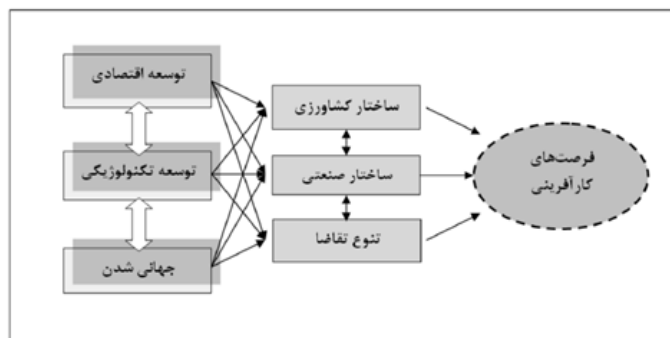 توسعه اقتصادی
توسعه تکنولوژیکی
جهانی شدن
ساختار کشاورزی
ساختار صنعتی
تنوع تقاضا
فرصت‌های
کارآفرینی